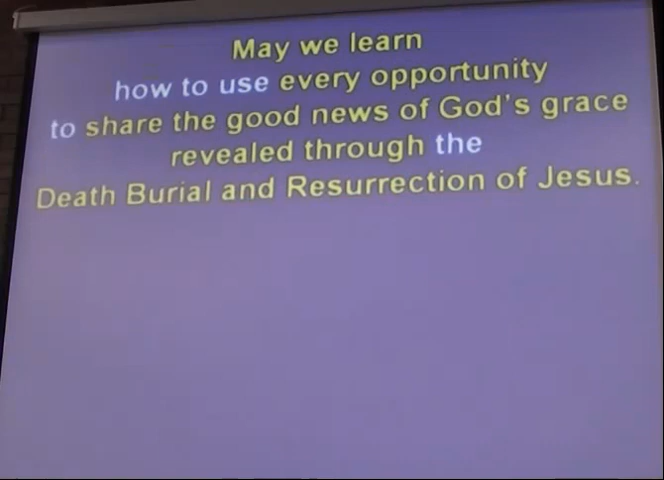 May we learn
how to use every opportunity
to share the good news of God's grace
revealed through the
Death Burial and Resurrection of Jesus.